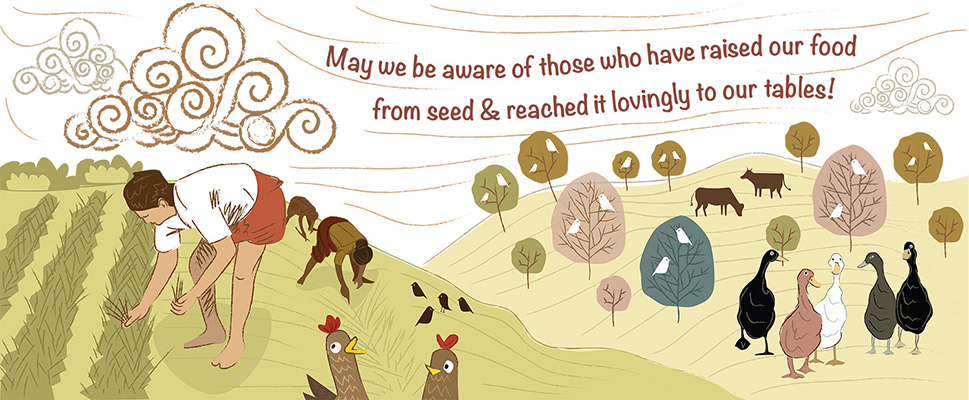 May we be aware of those who have raised our food
from seed & reached it lovingly to our tables!